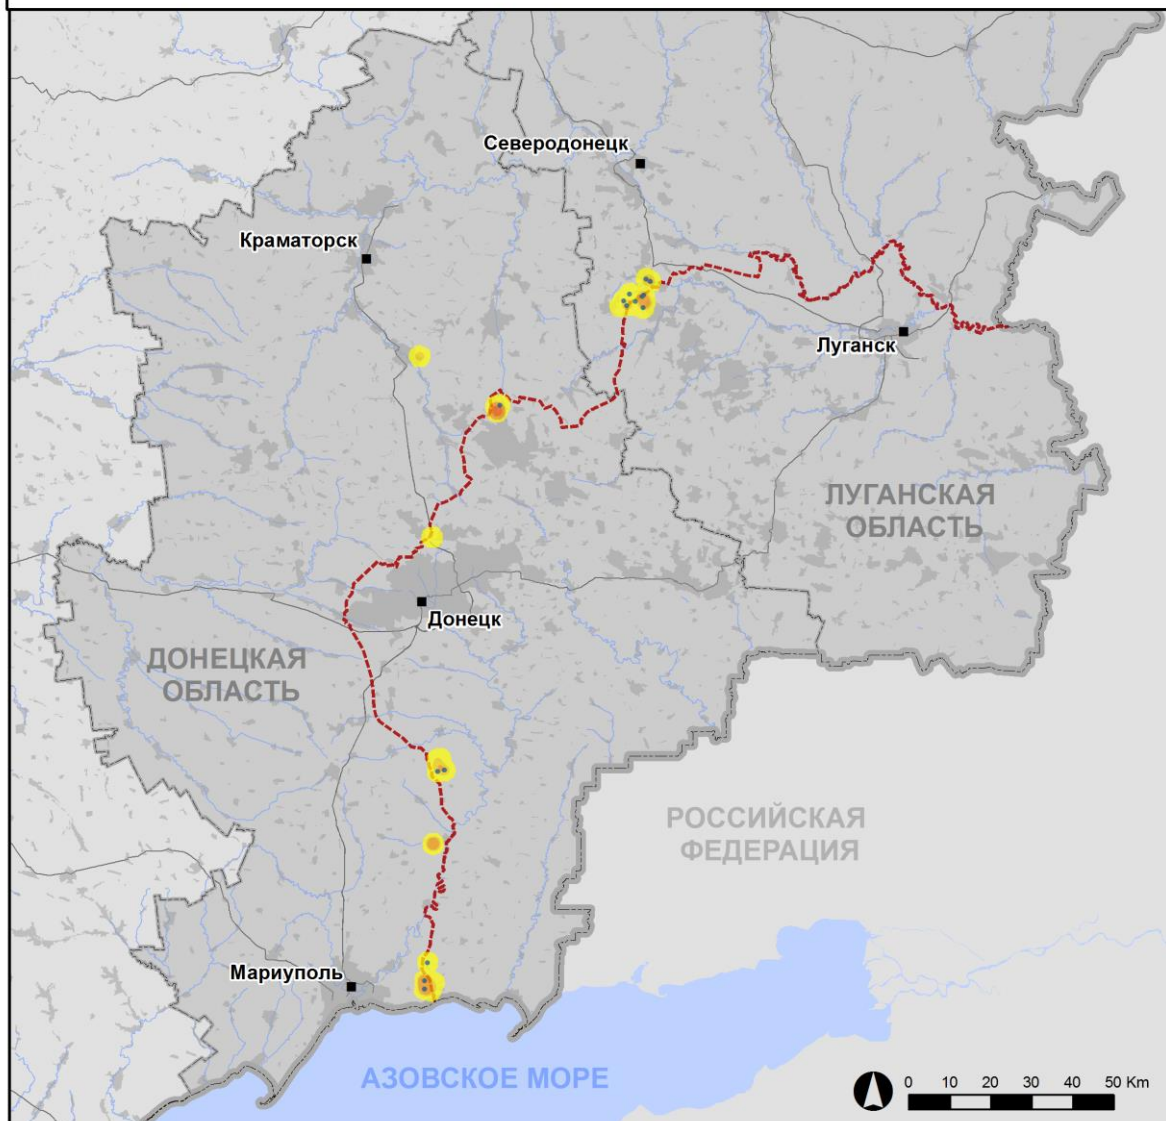 Северодонецк
Краматорск
Луганск
ЛУГАНСКАЯ
ОБЛАСТЬ
Донецк
ДОНЕЦКАЯ
ОБЛАСТЬ
РОССИЙСКАЯ
ФЕДЕРАЦИЯ
Мариуполь
АЗОВСКОЕ МОРЕ
0 10 20 30 40 50 Km